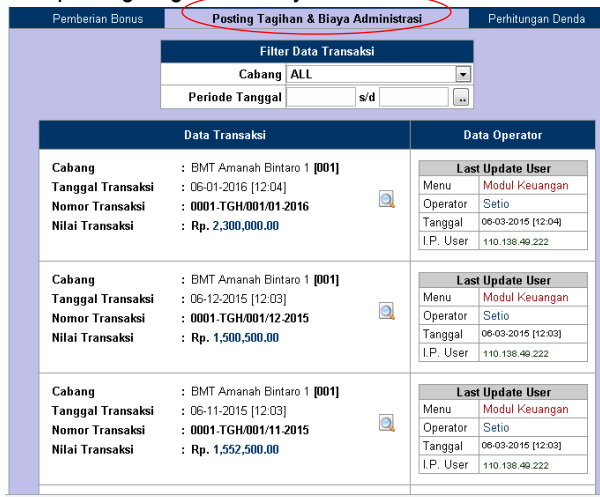 Pemberian Bonus Posting Tagihan & Biaya Administrasi Perhitungan Denda
Filter Data Transaksi
Cabang ALL
Periode Tanggal s/d ..
Data Transaksi Data Operator
Cabang : BMT Amanah Bintaro 1 [001]
Tanggal Transaksi : 06-01-2016 [12:04]
Nomor Transaksi : 0001-TGH/001/01-2016
Nilai Transaksi : Rp. 2,300,000.00
Last Update User
Menu Modul Keuangan
Operator Setio
Tanggal 06-03-2015 [12:04]
I.P. User 110.138.49.222
Cabang : BMT Amanah Bintaro 1 [001]
Tanggal Transaksi : 06-12-2015 [12:03]
Nomor Transaksi : 0001-TGH/001/12-2015
Nilai Transaksi : Rp. 1,500,500.00
Last Update User
Menu Modul Keuangan
Operator Setio
Tanggal 06-03-2015 [12:03]
I.P. User 110.138.49.222
Cabang : BMT Amanah Bintaro 1 [001]
Tanggal Transaksi : 06-11-2015 [12:03]
Nomor Transaksi : 0001-TGH/001/11-2015
Nilai Transaksi : Rp. 1,552,500.00
Last Update User
Menu Modul Keuangan
Operator Setio
Tanggal 06-03-2015 [12:03]
I.P. User 110.138.49.222